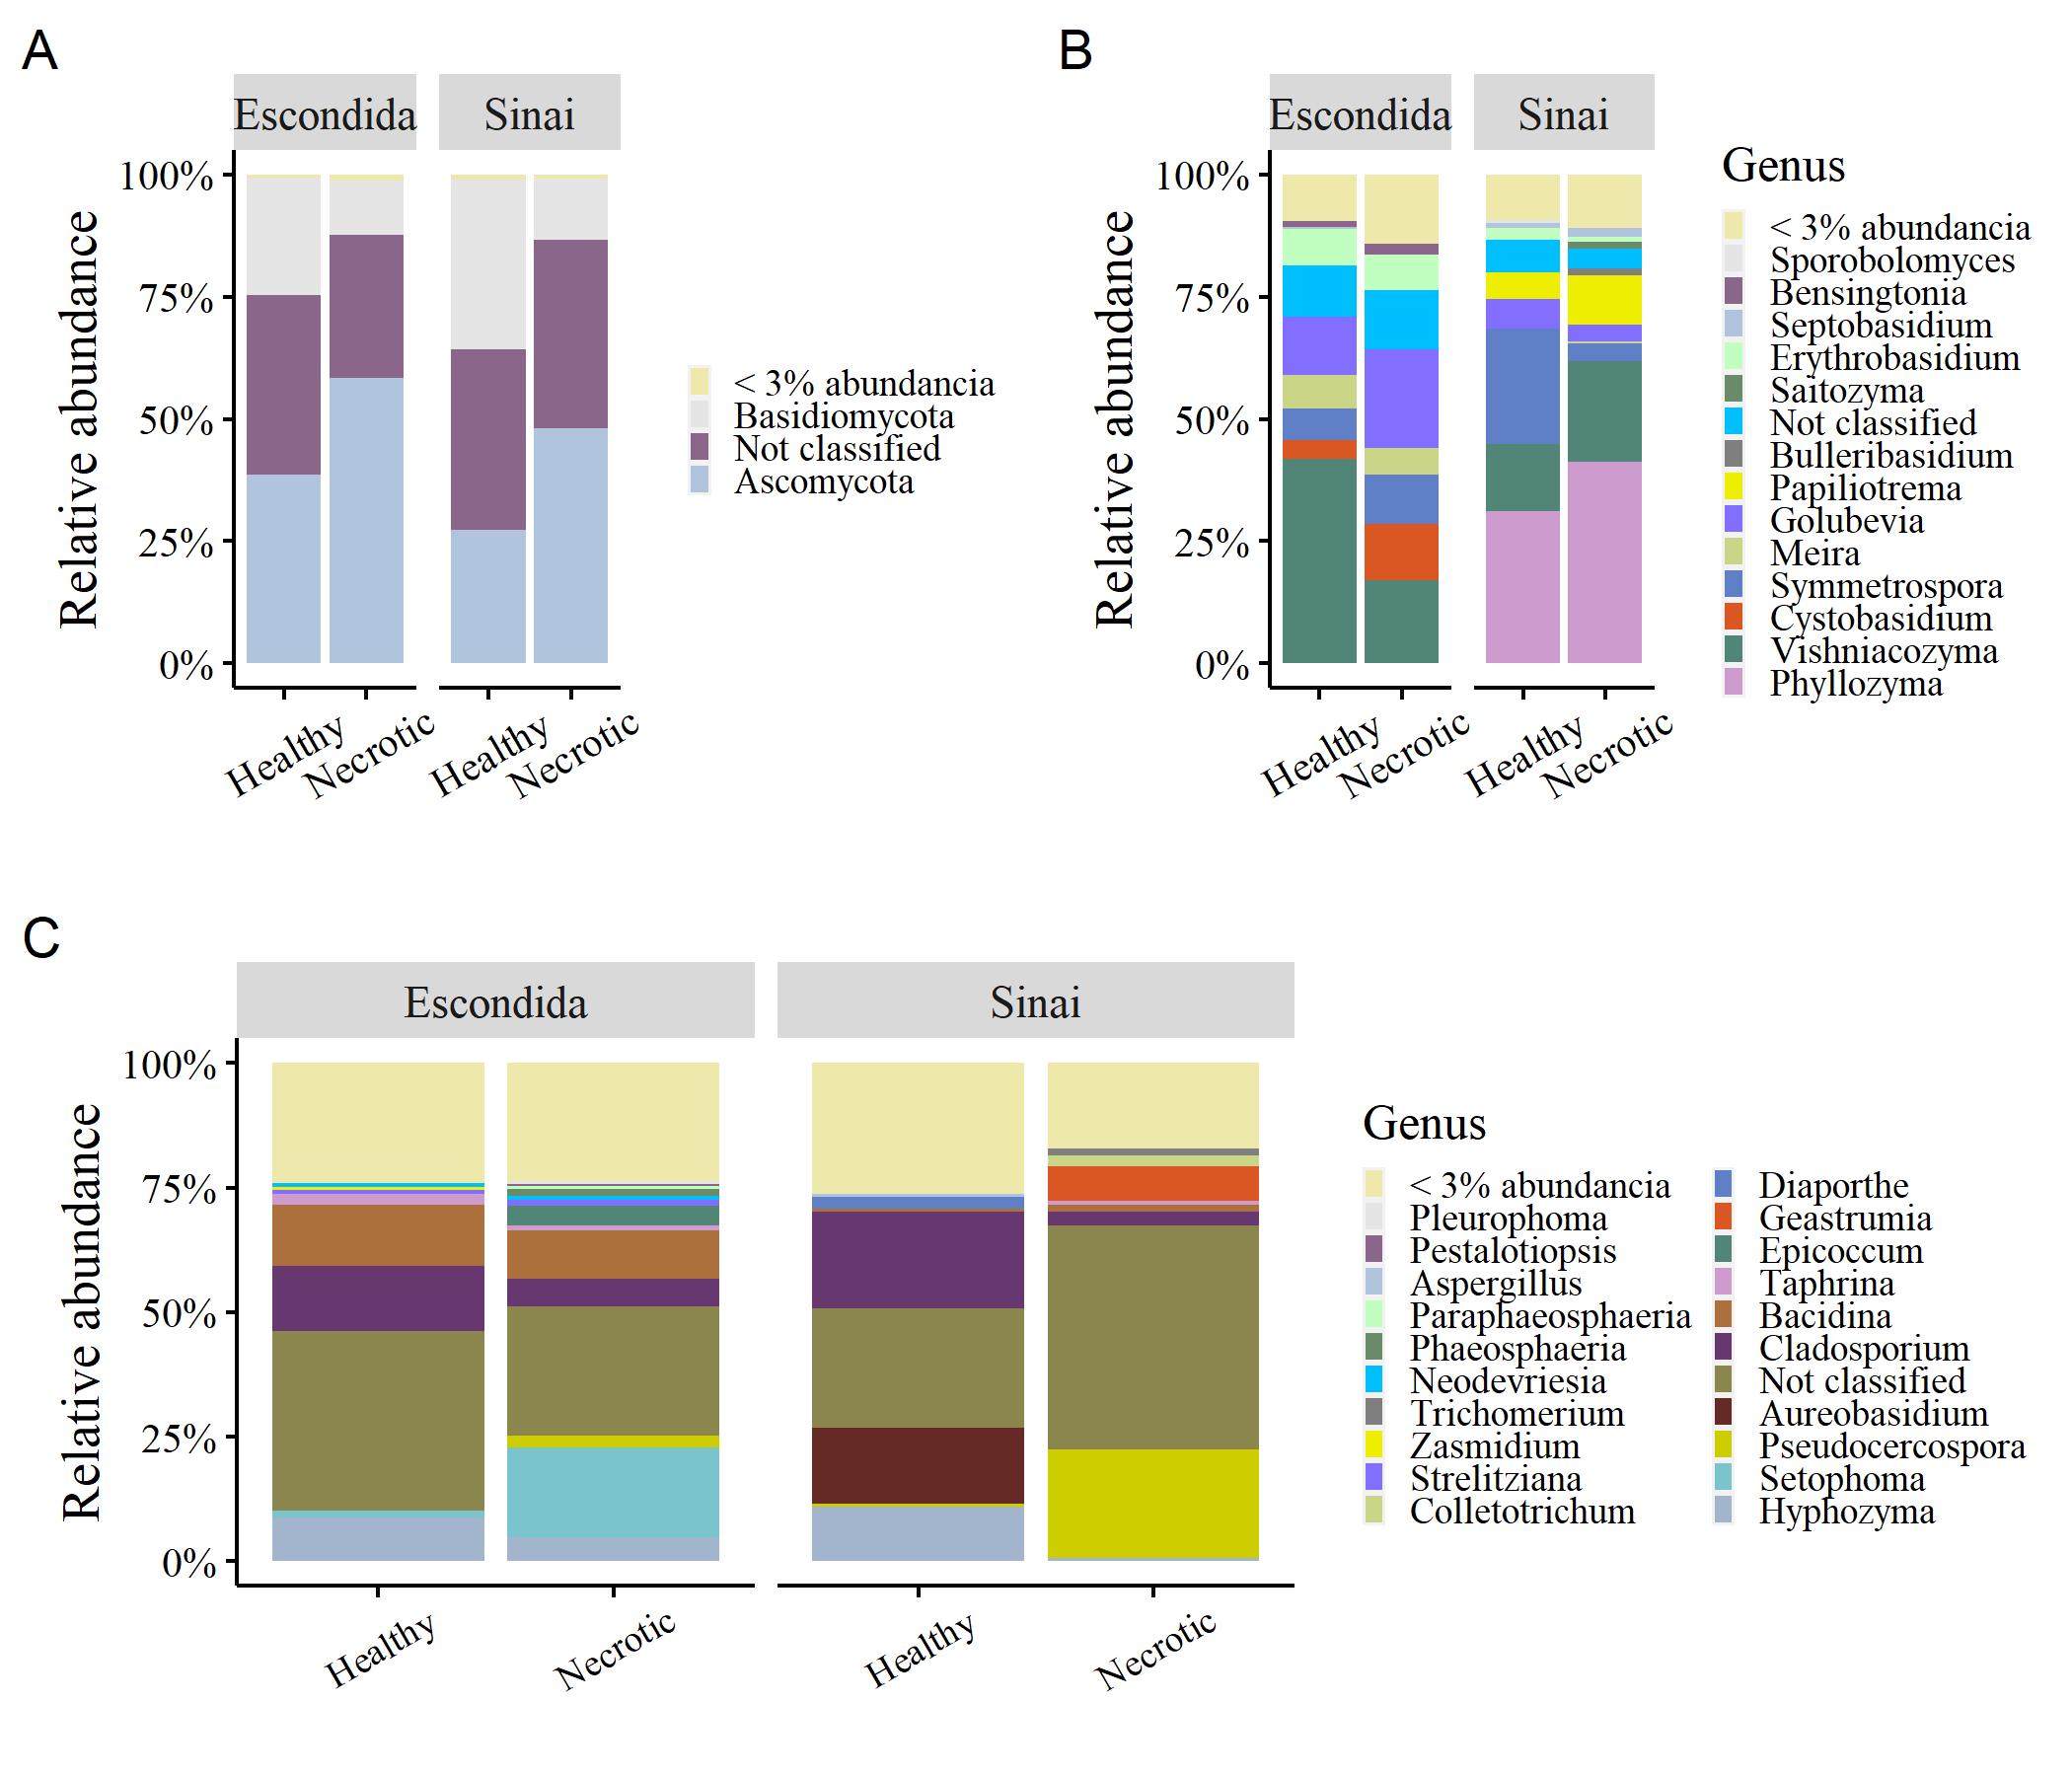 A
Escondida
Sinai
Relative abundance
100%
75%
50%
25%
0%
Healthy
Necrotic
Healthy
Necrotic
< 3% abundancia
Basidiomycota
Not classified
Ascomycota
B
Escondida
Sinai
Relative abundance
100%
75%
50%
25%
0%
Healthy
Necrotic
Healthy
Necrotic
Genus
< 3% abundancia
Sporobolomyces
Bensingtonia
Septobasidium
Erythrobasidium
Saitozyma
Not classified
Bulleribasidium
Papiliotrema
Golubevia
Meira
Symmetrospora
Cystobasidium
Vishniacozyma
Phyllozyma
C
Escondida
Sinai
Relative abundance
100%
75%
50%
25%
0%
Healthy
Necrotic
Healthy
Necrotic
Genus
< 3% abundancia
Pleurophoma
Pestalotiopsis
Aspergillus
Paraphaeosphaeria
Phaeosphaeria
Neodevriesia
Trichomerium
Zasmidium
Strelitziana
Colletotrichum
Diaporthe
Geastrumia
Epicoccum
Taphrina
Bacidina
Cladosporium
Not classified
Aureobasidium
Pseudocercospora
Setophoma
Hyphozyma